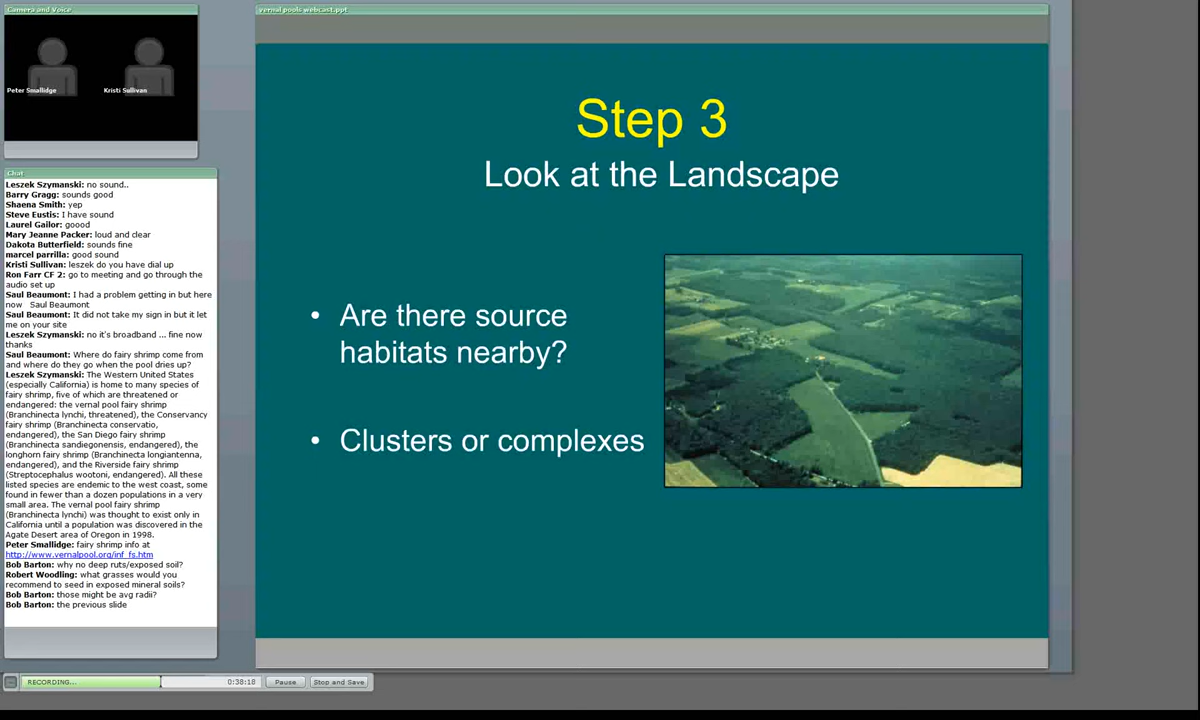 Camera and Voice
Peter Smallidge
Kristi Sullivan
Chat
Leszek Szymanski: no sound..
Barry Gragg: sounds good
Shaena Smith: yep
Steve Eustis: I have sound
Laurel Gailor: goood
Mary Jeanne Packer: loud and clear
Dakota Butterfield: sounds fine
marcel parrilla: good sound
Kristi Sullivan: leszek do you have dial up
Ron Farr CF 2: go to meeting and go through the
audio set up
Saul Beaumont: I had a problem getting in but here
now   Saul Beaumont
Saul Beaumont: It did not take my sign in but it let
me on your site
Leszek Szymanski: no it's broadband ... fine now
thanks
Saul Beaumont: Where do fairy shrimp come from
and where do they go when the pool dries up?
Leszek Szymanski: The Western United States
(especially California) is home to many species of
fairy shrimp, five of which are threatened or
endangered: the vernal pool fairy shrimp
(Branchinecta lynchi, threatened), the Conservancy
fairy shrimp (Branchinecta conservatio,
endangered), the San Diego fairy shrimp
(Branchinecta sandiegonensis, endangered), the
longhorn fairy shrimp (Branchinecta longiantenna,
endangered), and the Riverside fairy shrimp
(Streptocephalus wootoni, endangered). All these
listed species are endemic to the west coast, some
found in fewer than a dozen populations in a very
small area. The vernal pool fairy shrimp
(Branchinecta lynchi) was thought to exist only in
California until a population was discovered in the
Agate Desert area of Oregon in 1998.
Peter Smallidge: fairy shrimp info at
http://www.vernalpool.org/inf_fs.htm
Bob Barton: why no deep ruts/exposed soil?
Robert Woodling: what grasses would you
recommend to seed in exposed mineral soils?
Bob Barton: those might be avg radii?
Bob Barton: the previous slide
vernal pools webcast.ppt
Step 3
Look at the Landscape
• Are there source
habitats nearby?
• Clusters or complexes
RECORDING...
0:38:18
Pause
Stop and Save